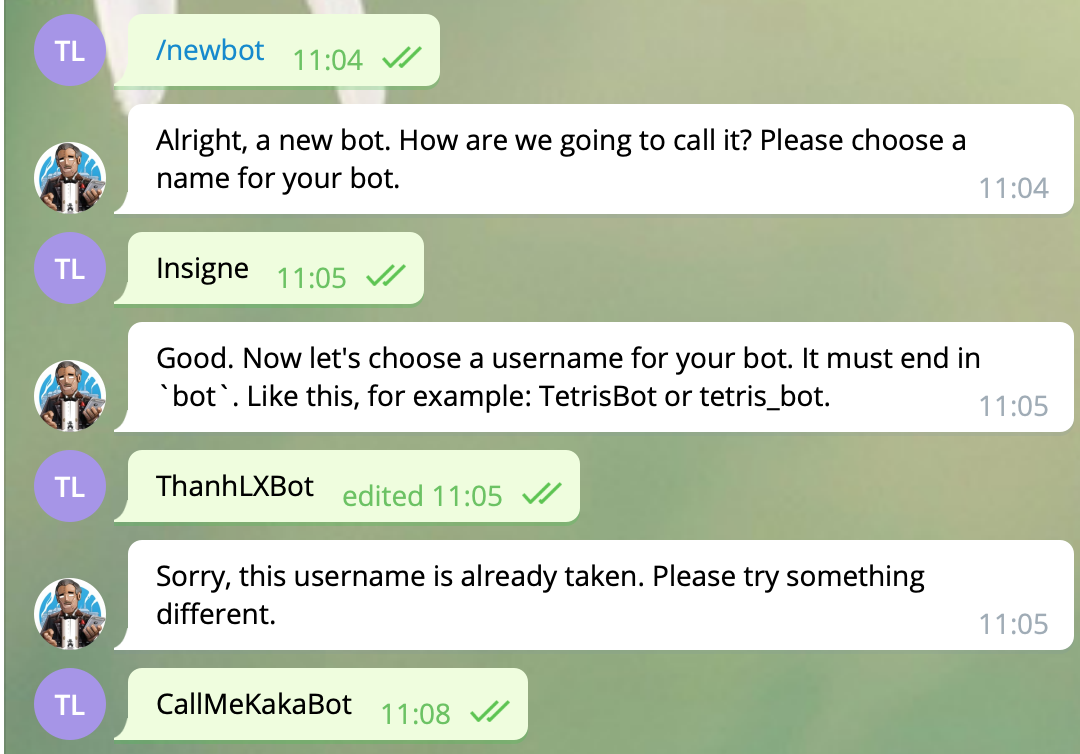 TL
/newbot 11:04
Alright, a new bot. How are we going to call it? Please choose a
name for your bot.
11:04
TL
Insigne 11:05
Good. Now let's choose a username for your bot. It must end in
`bot`. Like this, for example: TetrisBot or tetris_bot.
11:05
TL
ThanhLXBot edited 11:05
Sorry, this username is already taken. Please try something
different.
11:05
TL
CallMeKakaBot 11:08